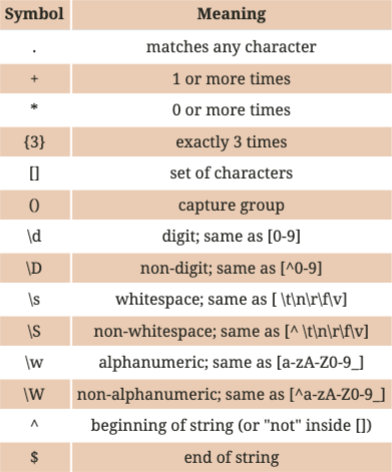 Symbol Meaning
. matches any character
+ 1 or more times
* 0 or more times
{3} exactly 3 times
[] set of characters
() capture group
\d digit; same as [0-9]
\D non-digit; same as [^0-9]
\s whitespace; same as [ \t\n\r\f\v]
\S non-whitespace; same as [^ \t\n\r\f\v]
\w alphanumeric; same as [a-zA-Z0-9_]
\W non-alphanumeric; same as [^a-zA-Z0-9_]
^ beginning of string (or "not" inside [])
$ end of string